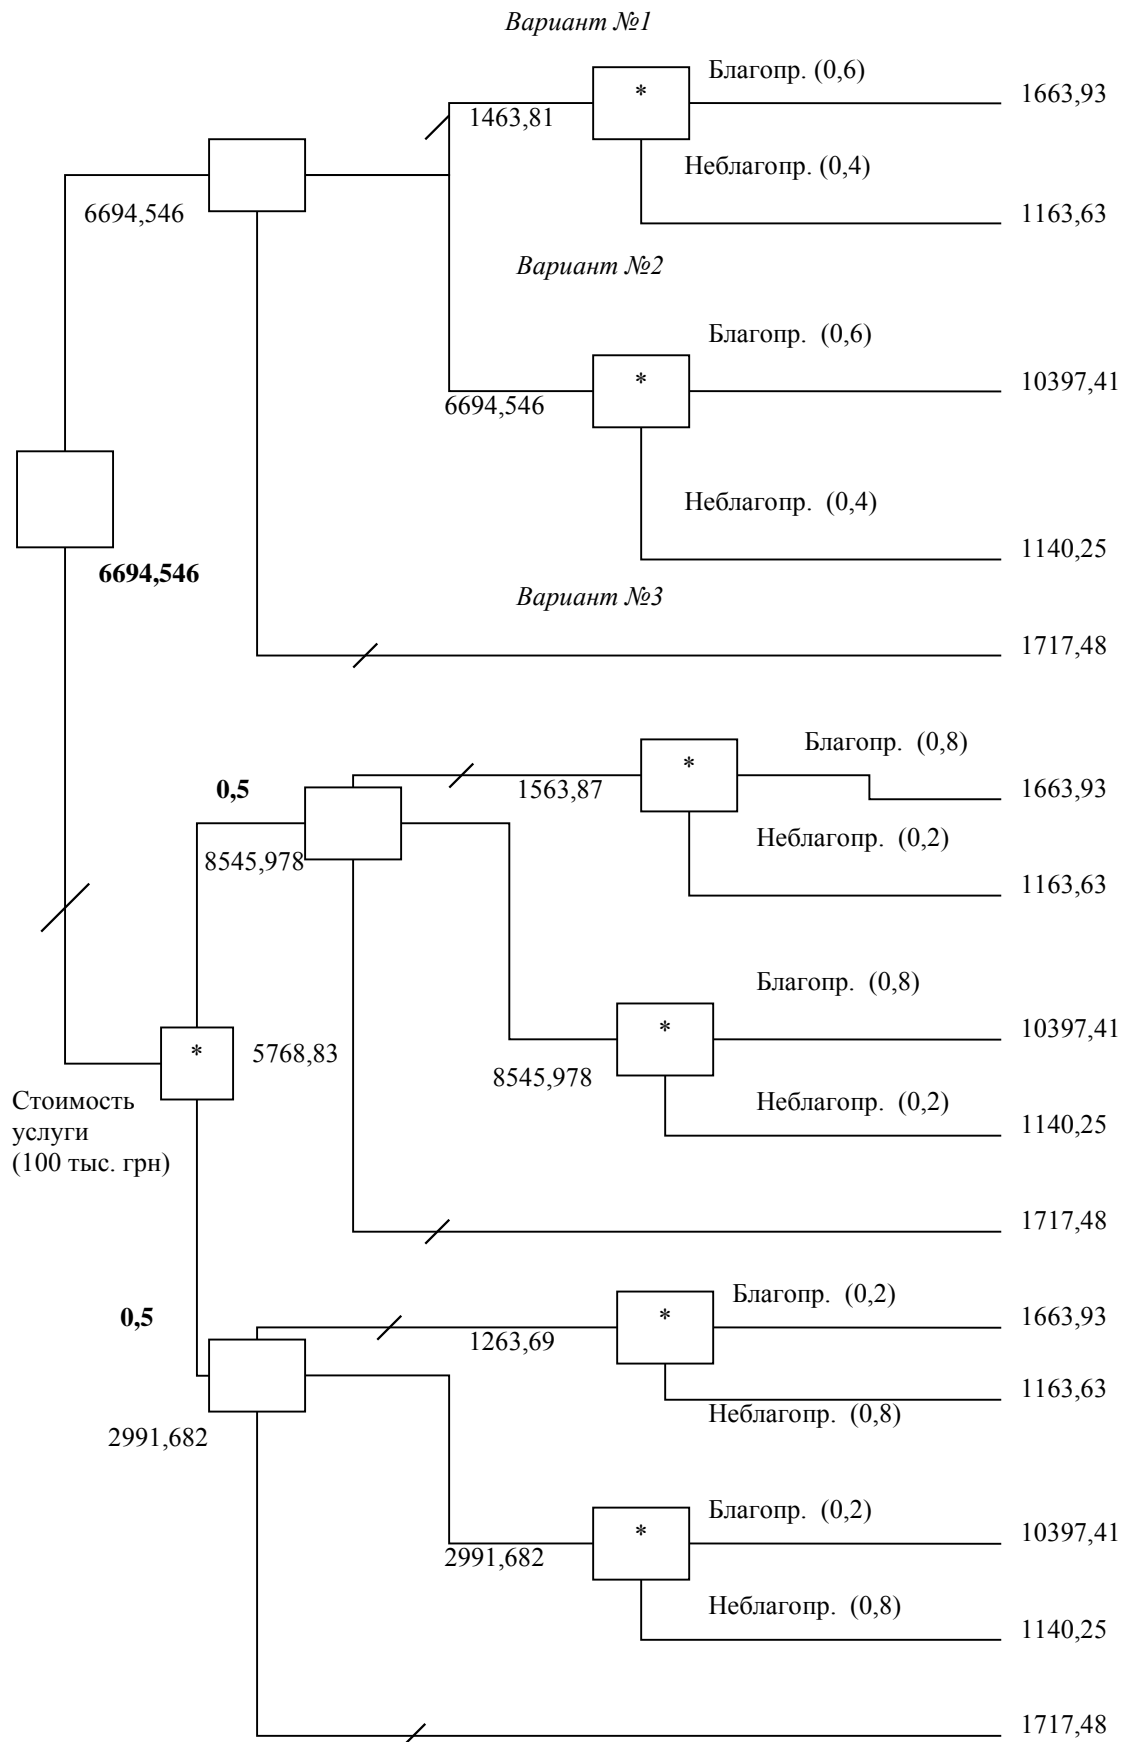 Вариант №1
Благопр. (0,6)
1663,93
*
1463,81
Неблагопр. (0,4)
6694,546
1163,63
Вариант №2
Благопр. (0,6)
10397,41
*
6694,546
Неблагопр. (0,4)
1140,25
6694,546
Вариант №3
1717,48
Благопр. (0,8)
*
0,5
1563,87
1663,93
Неблагопр. (0,2)
8545,978
1163,63
Благопр. (0,8)
10397,41
*
*
5768,83
8545,978
Стоимость
услуги
(100 тыс. грн)
Неблагопр. (0,2)
1140,25
1717,48
Благопр. (0,2)
0,5
*
1663,93
1263,69
1163,63
Неблагопр. (0,8)
2991,682
Благопр. (0,2)
10397,41
*
2991,682
Неблагопр. (0,8)
1140,25
1717,48